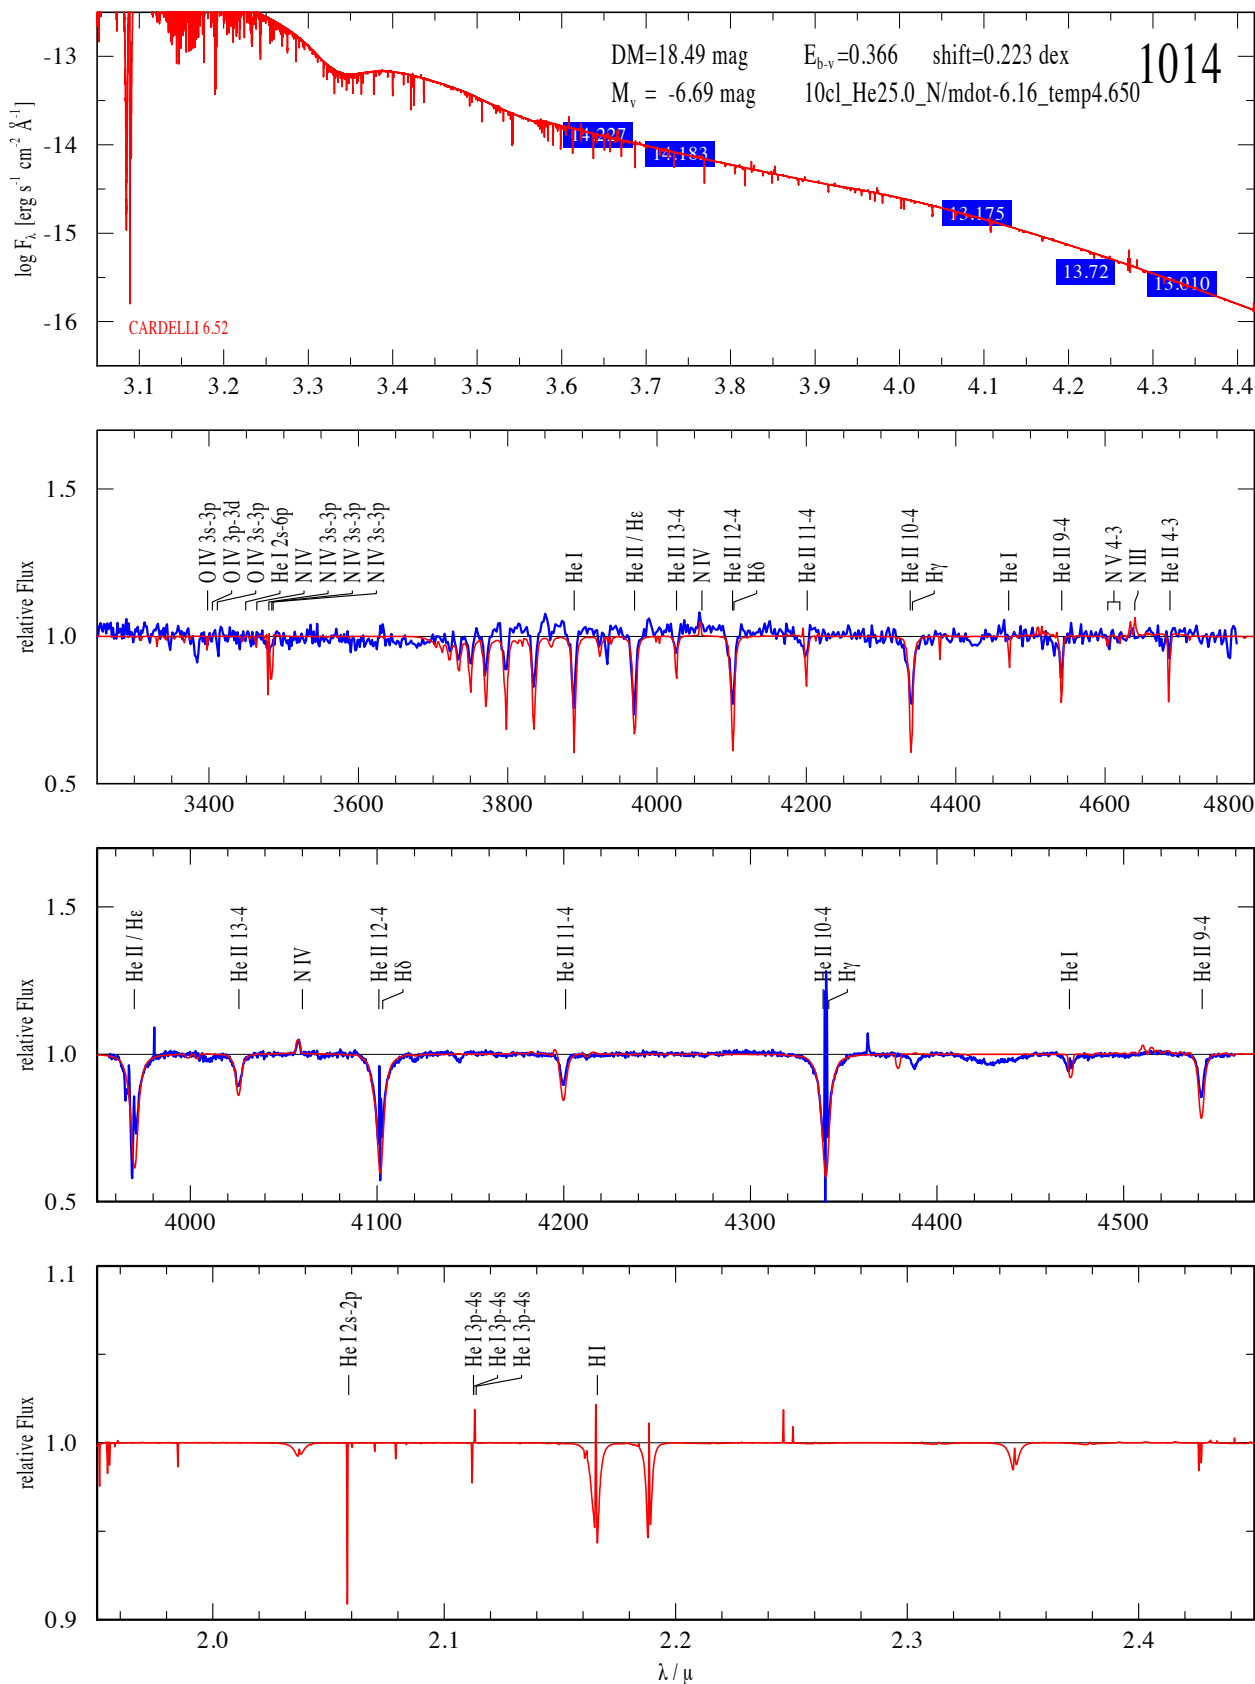 1014
DM=18.49 mag E_b-v=0.366 shift=0.223 dex
M_v = -6.69 mag 10cl_He25.0_N/mdot-6.16_temp4.650
-13
-14
-15
-16
log F_λ [erg s⁻¹ cm⁻² Å⁻¹]
14.227
14.183
13.175
13.72
13.010
CARDELLI 6.52
3.1 3.2 3.3 3.4 3.5 3.6 3.7 3.8 3.9 4.0 4.1 4.2 4.3 4.4
1.5
1.0
0.5
relative Flux
O IV 3s-3p
O IV 3p-3d
O IV 3s-3p
He I 2s-6p
N IV
N IV 3s-3p
N IV 3s-3p
N IV 3s-3p
He I
He II / Hε
He II 13-4
N IV
He II 12-4
Hδ
He II 11-4
He II 10-4
Hγ
He I
He II 9-4
N V 4-3
N III
He II 4-3
3400 3600 3800 4000 4200 4400 4600 4800
1.5
1.0
0.5
relative Flux
He II / Hε
He II 13-4
N IV
He II 12-4
Hδ
He II 11-4
He II 10-4
Hγ
He I
He II 9-4
4000 4100 4200 4300 4400 4500
1.1
1.0
0.9
relative Flux
He I 2s-2p
He I 3p-4s
He I 3p-4s
He I 3p-4s
H I
2.0 2.1 2.2 2.3 2.4
λ / μ